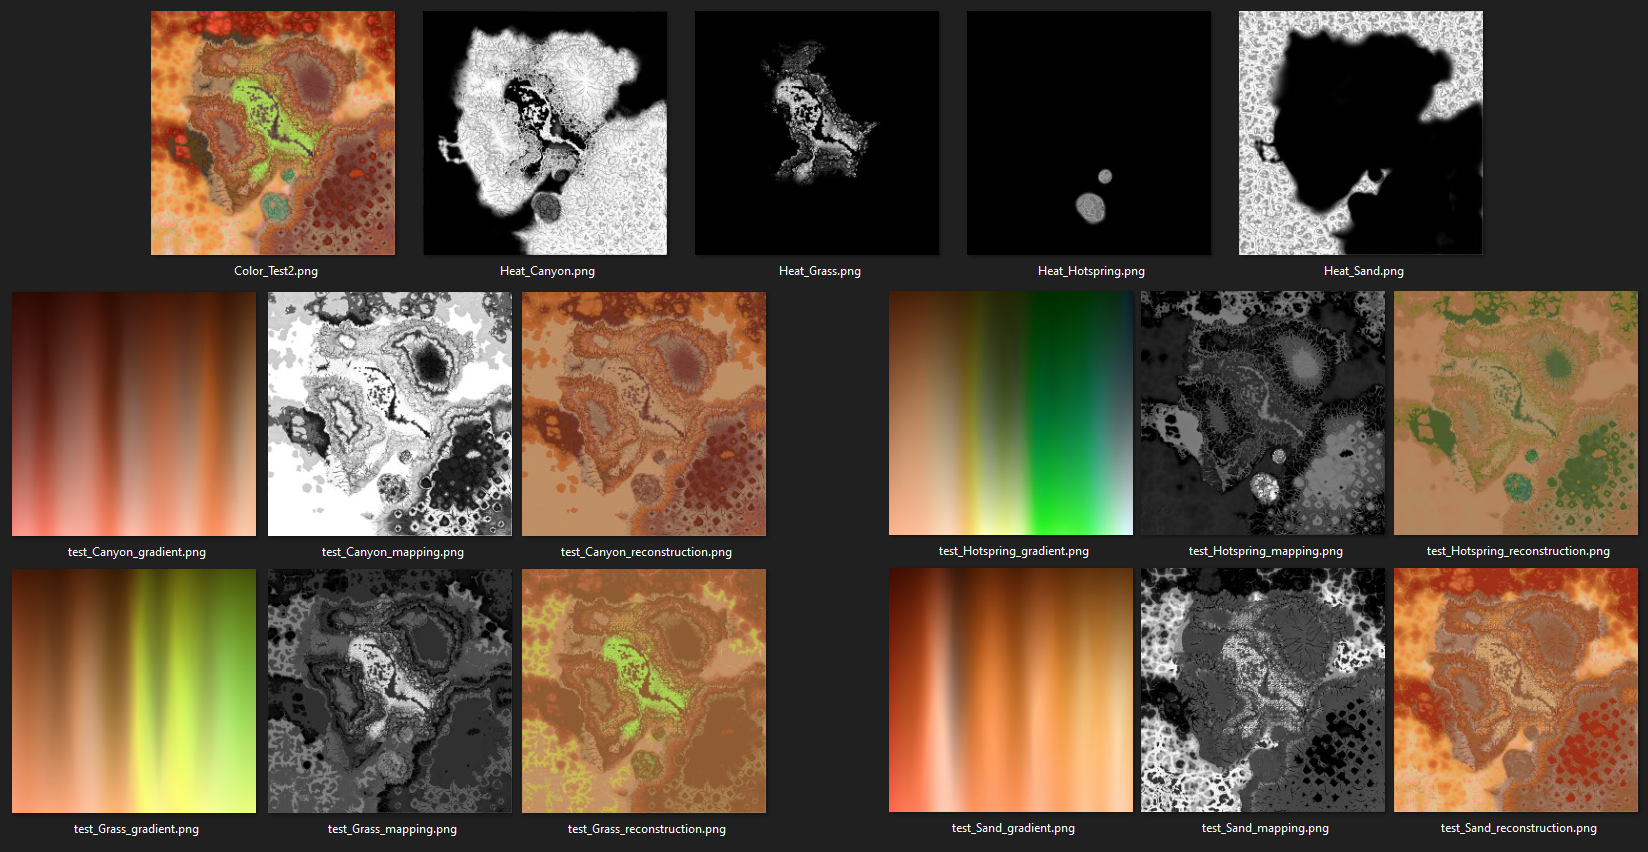 Color_Test2.png
Heat_Canyon.png
Heat_Grass.png
Heat_Hotspring.png
Heat_Sand.png
test_Canyon_gradient.png
test_Canyon_mapping.png
test_Canyon_reconstruction.png
test_Hotspring_gradient.png
test_Hotspring_mapping.png
test_Hotspring_reconstruction.png
test_Grass_gradient.png
test_Grass_mapping.png
test_Grass_reconstruction.png
test_Sand_gradient.png
test_Sand_mapping.png
test_Sand_reconstruction.png